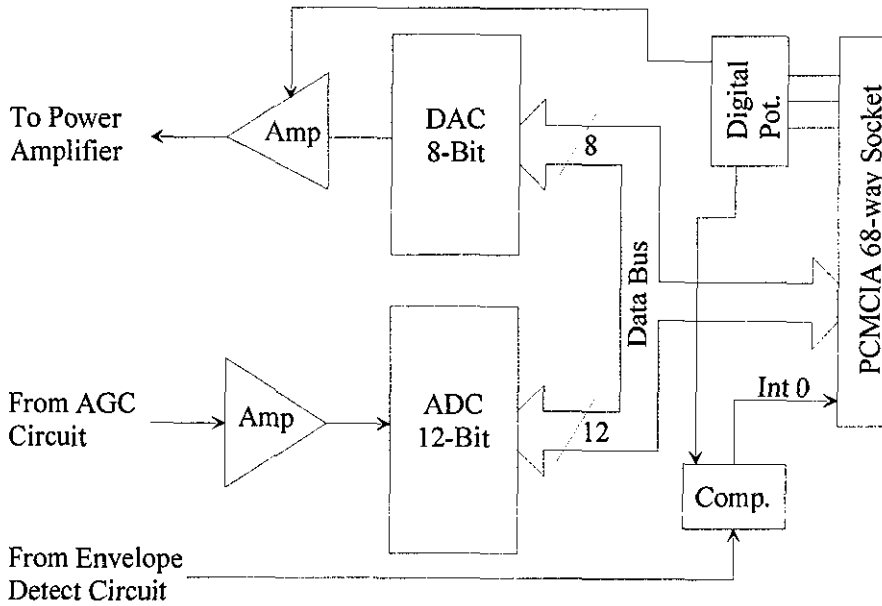 To Power
Amplifier
Amp
DAC
8-Bit
8
Digital
Pot.
PCMCIA 68-way Socket
Data Bus
From AGC
Circuit
Amp
ADC
12-Bit
12
Int 0
Comp.
From Envelope
Detect Circuit